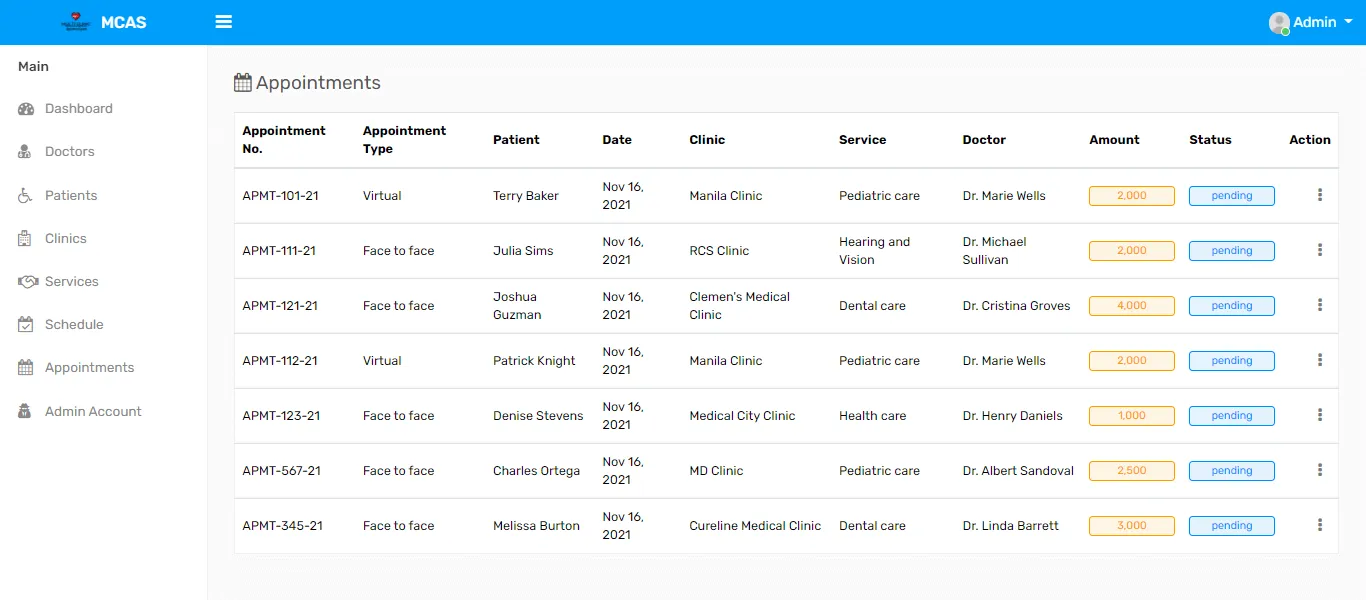 MCAS
Admin
Main
Dashboard
Doctors
Patients
Clinics
Services
Schedule
Appointments
Admin Account
Appointments
Appointment No. Appointment Type Patient Date Clinic Service Doctor Amount Status Action
APMT-101-21 Virtual Terry Baker Nov 16, 2021 Manila Clinic Pediatric care Dr. Marie Wells 2,000 pending
APMT-111-21 Face to face Julia Sims Nov 16, 2021 RCS Clinic Hearing and Vision Dr. Michael Sullivan 2,000 pending
APMT-121-21 Face to face Joshua Guzman Nov 16, 2021 Clemen's Medical Clinic Dental care Dr. Cristina Groves 4,000 pending
APMT-112-21 Virtual Patrick Knight Nov 16, 2021 Manila Clinic Pediatric care Dr. Marie Wells 2,000 pending
APMT-123-21 Face to face Denise Stevens Nov 16, 2021 Medical City Clinic Health care Dr. Henry Daniels 1,000 pending
APMT-567-21 Face to face Charles Ortega Nov 16, 2021 MD Clinic Pediatric care Dr. Albert Sandoval 2,500 pending
APMT-345-21 Face to face Melissa Burton Nov 16, 2021 Cureline Medical Clinic Dental care Dr. Linda Barrett 3,000 pending